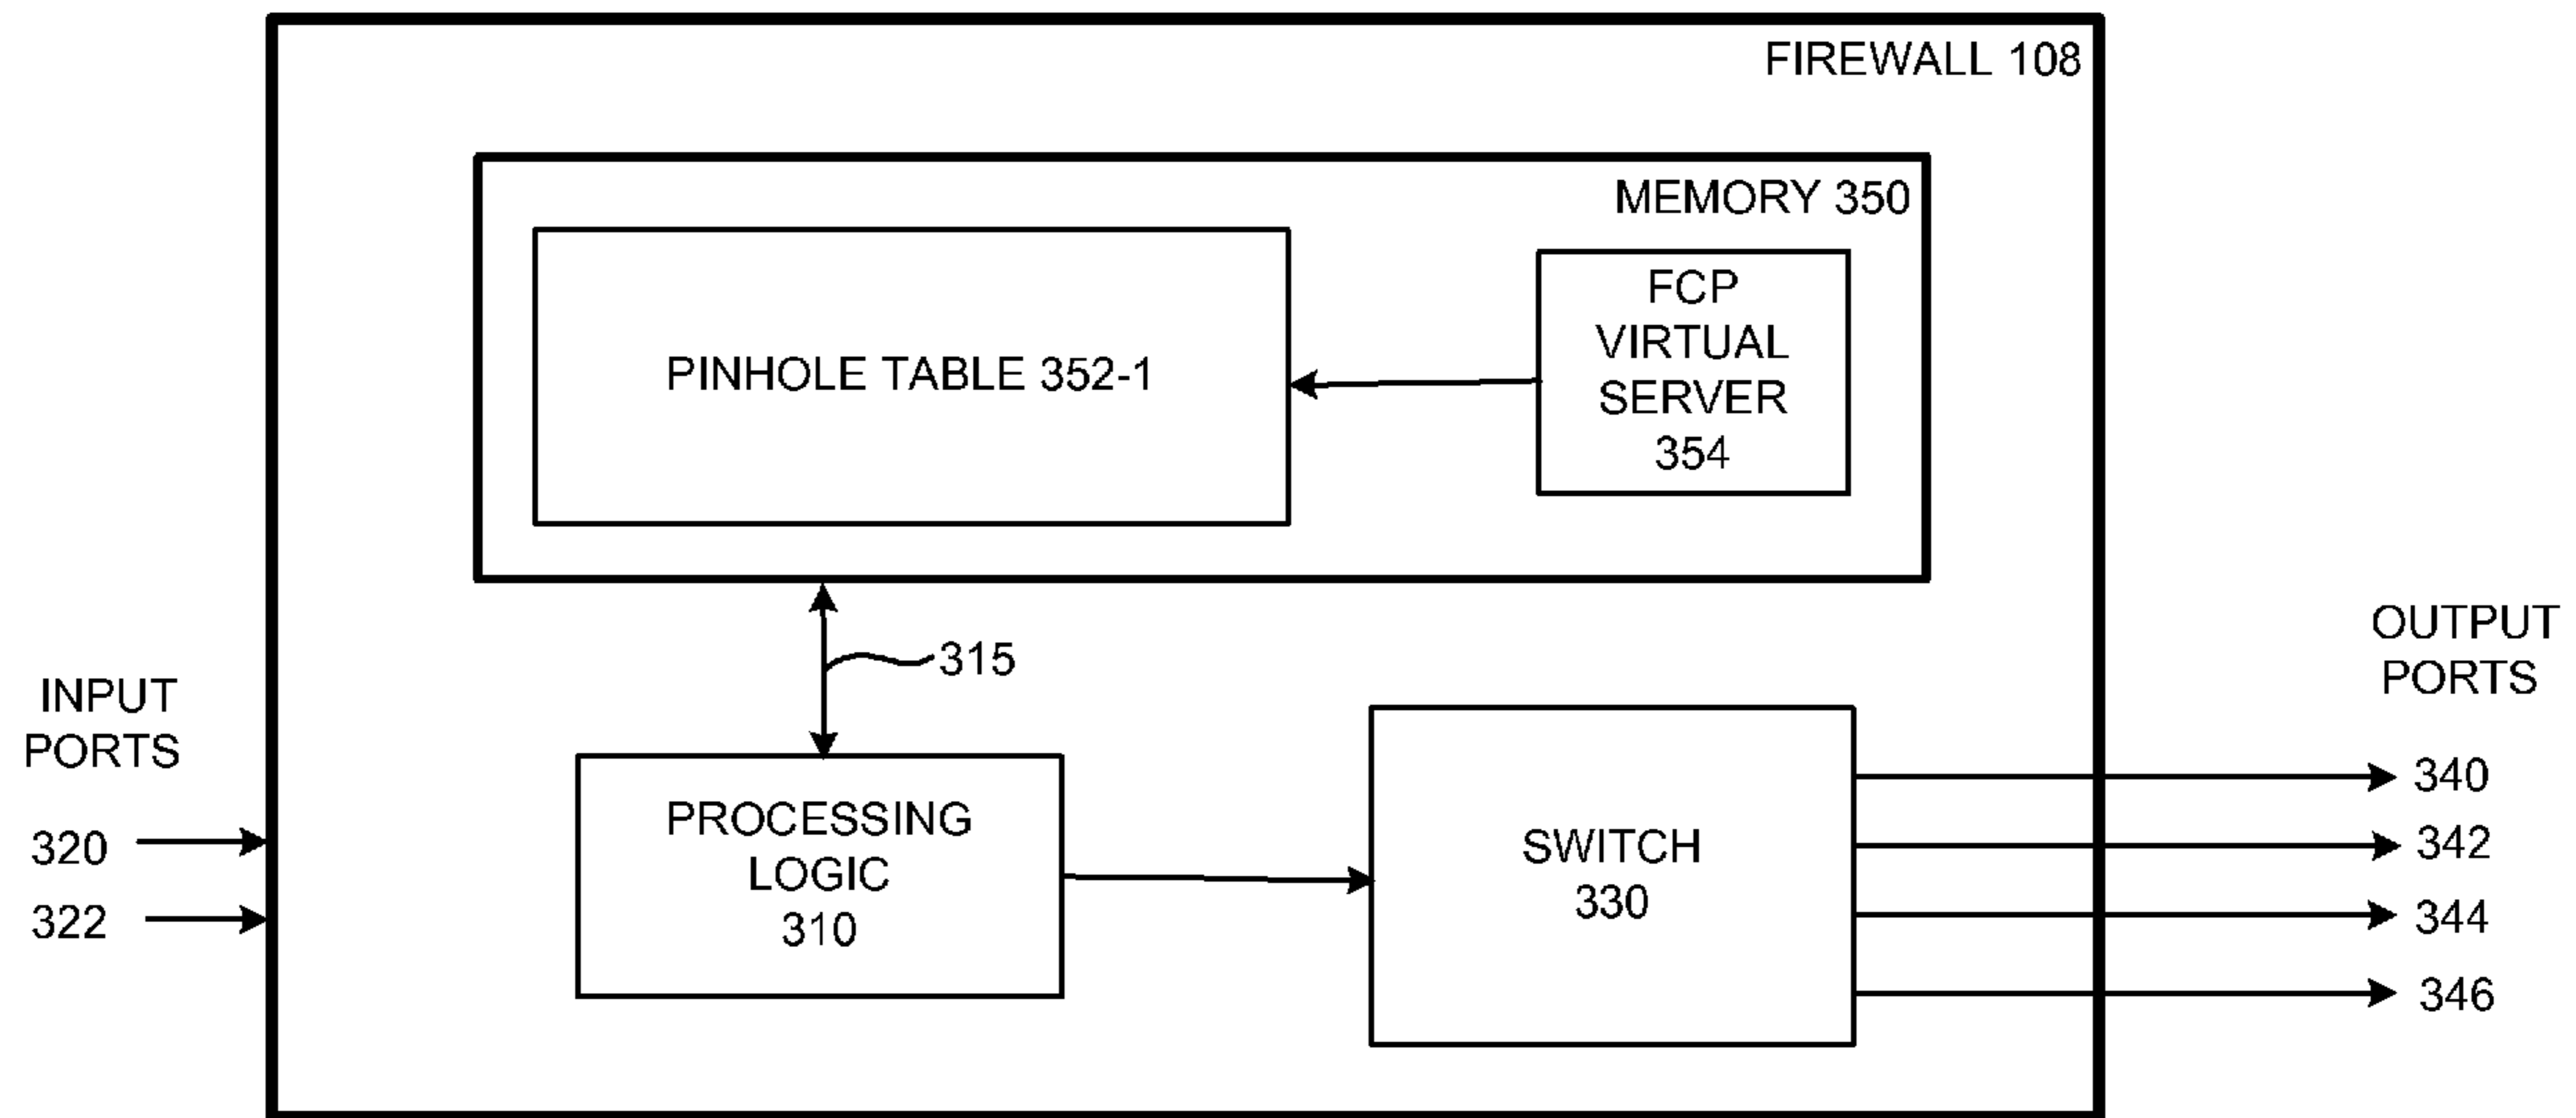 FIREWALL 108
MEMORY 350
PINHOLE TABLE 352-1
FCP
VIRTUAL
SERVER
354
315
INPUT
PORTS
320
322
PROCESSING
LOGIC
310
SWITCH
330
OUTPUT
PORTS
340
342
344
346